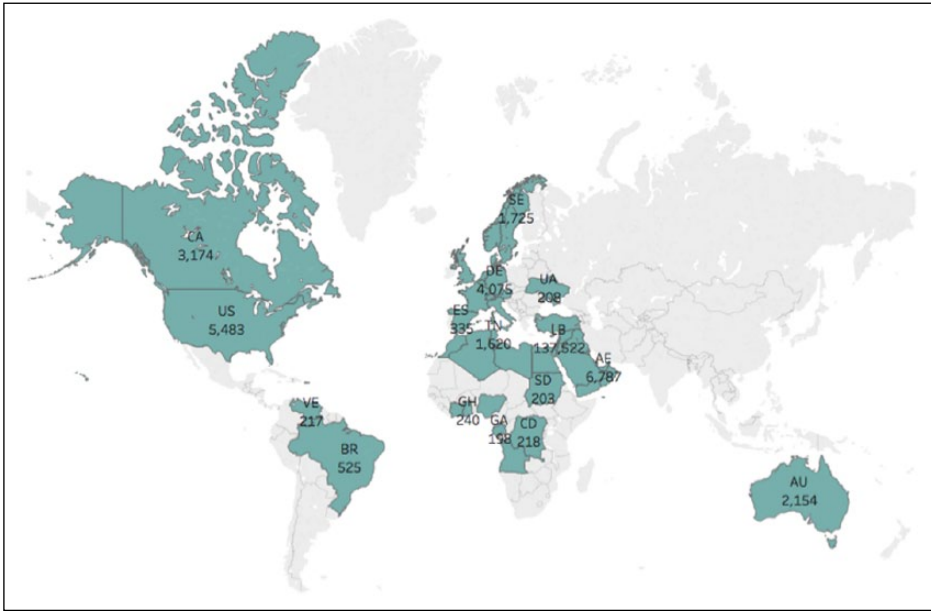 SE
1,725
CA
3,174
DE
4,075
UA
208
US
5,483
ES
335
TN
1,620
LB
137,522
AE
6,787
SD
203
VE
217
GH
240
GA
198
CD
218
BR
525
AU
2,154